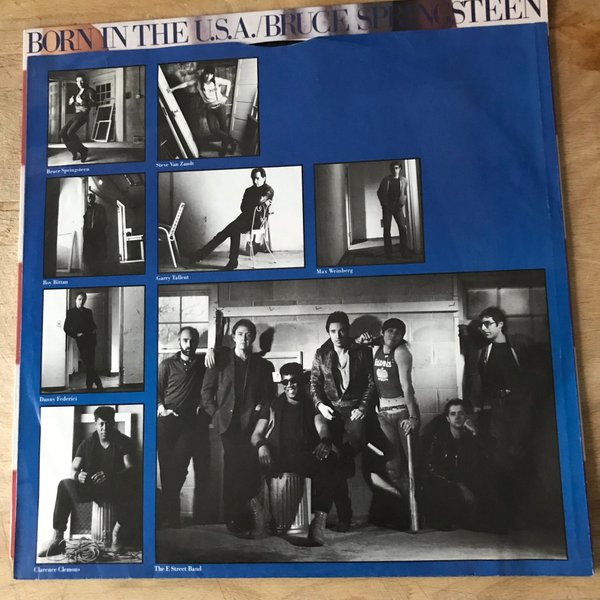 BORN IN THE U.S.A./BRUCE SPRINGSTEEN
Bruce Springsteen
Steve Van Zandt
Roy Bittan
Garry Tallent
Max Weinberg
Danny Federici
Clarence Clemons
The E Street Band